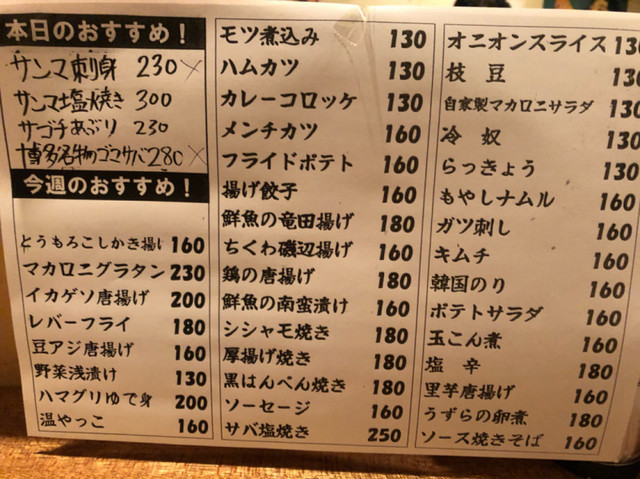 本日のおすすめ！
サンマ刺身 230×
サンマ塩焼き 300
サゴチあぶり 230
博多名物のゴマサバ280×
今週のおすすめ！
とうもろこしかき揚げ 160
マカロニグラタン 230
イカゲソ唐揚げ 200
レバーフライ 180
豆アジ唐揚げ 160
野菜浅漬け 130
ハマグリゆで身 200
温やっこ 160
モツ煮込み 130
ハムカツ 130
カレーコロッケ 130
メンチカツ 160
フライドポテト 160
揚げ餃子 160
鮮魚の竜田揚げ 180
ちくわ磯辺揚げ 160
鶏の唐揚げ 180
鮮魚の南蛮漬け 160
シシャモ焼き 180
厚揚げ焼き 180
黒はんぺん焼き 180
ソーセージ 160
サバ塩焼き 250
オニオンスライス 130
枝豆 130
自家製マカロニサラダ 130
冷奴 130
らっきょう 130
もやしナムル 160
ガツ刺し 160
キムチ 160
韓国のり 160
ポテトサラダ 160
玉こん煮 160
塩辛 180
里芋唐揚げ 160
うずらの卵煮 180
ソース焼きそば 160